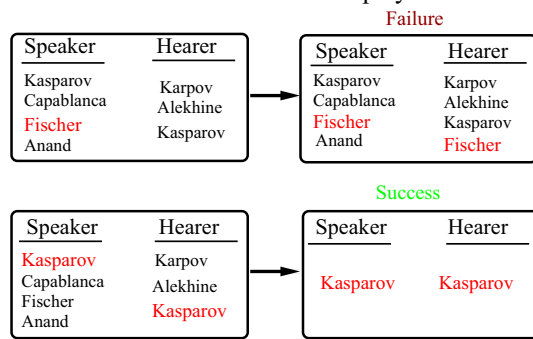 Failure
Speaker Hearer
Kasparov
Capablanca
Fischer
Anand
Karpov
Alekhine
Kasparov
Speaker Hearer
Kasparov
Capablanca
Fischer
Anand
Karpov
Alekhine
Kasparov
Fischer
Success
Speaker Hearer
Kasparov
Capablanca
Fischer
Anand
Karpov
Alekhine
Kasparov
Speaker Hearer
Kasparov Kasparov